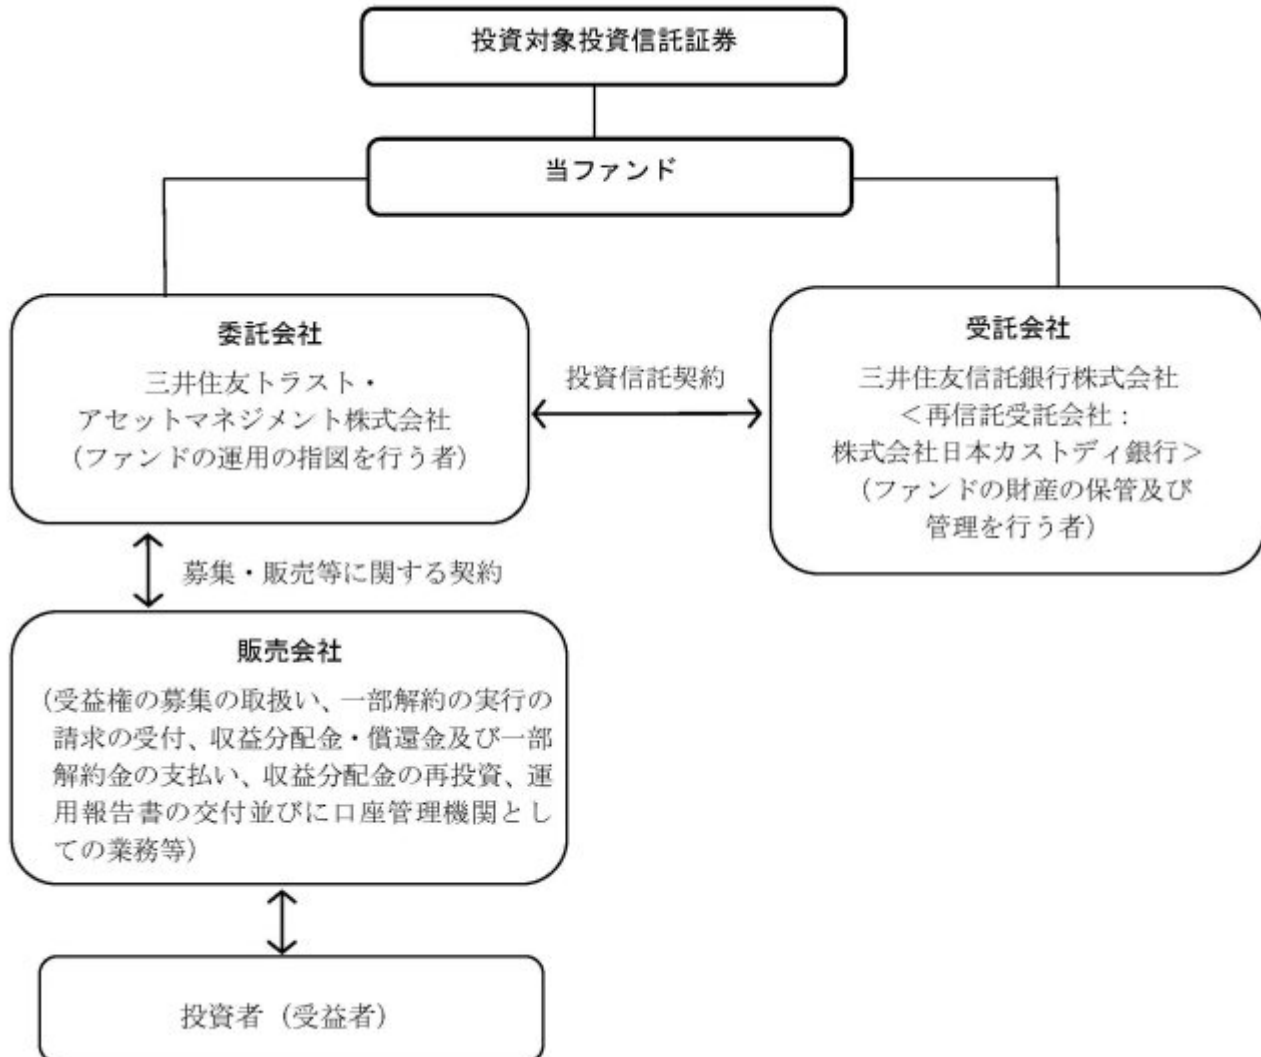 投資対象投資信託証券
当ファンド
委託会社
三井住友トラスト・
アセットマネジメント株式会社
（ファンドの運用の指図を行う者）
投資信託契約
受託会社
三井住友信託銀行株式会社
＜再信託受託会社：
株式会社日本カストディ銀行＞
（ファンドの財産の保管及び
管理を行う者）
募集・販売等に関する契約
販売会社
（受益権の募集の取扱い、一部解約の実行の
請求の受付、収益分配金・償還金及び一部
解約金の支払い、収益分配金の再投資、運
用報告書の交付並びに口座管理機関とし
ての業務等）
投資者（受益者）